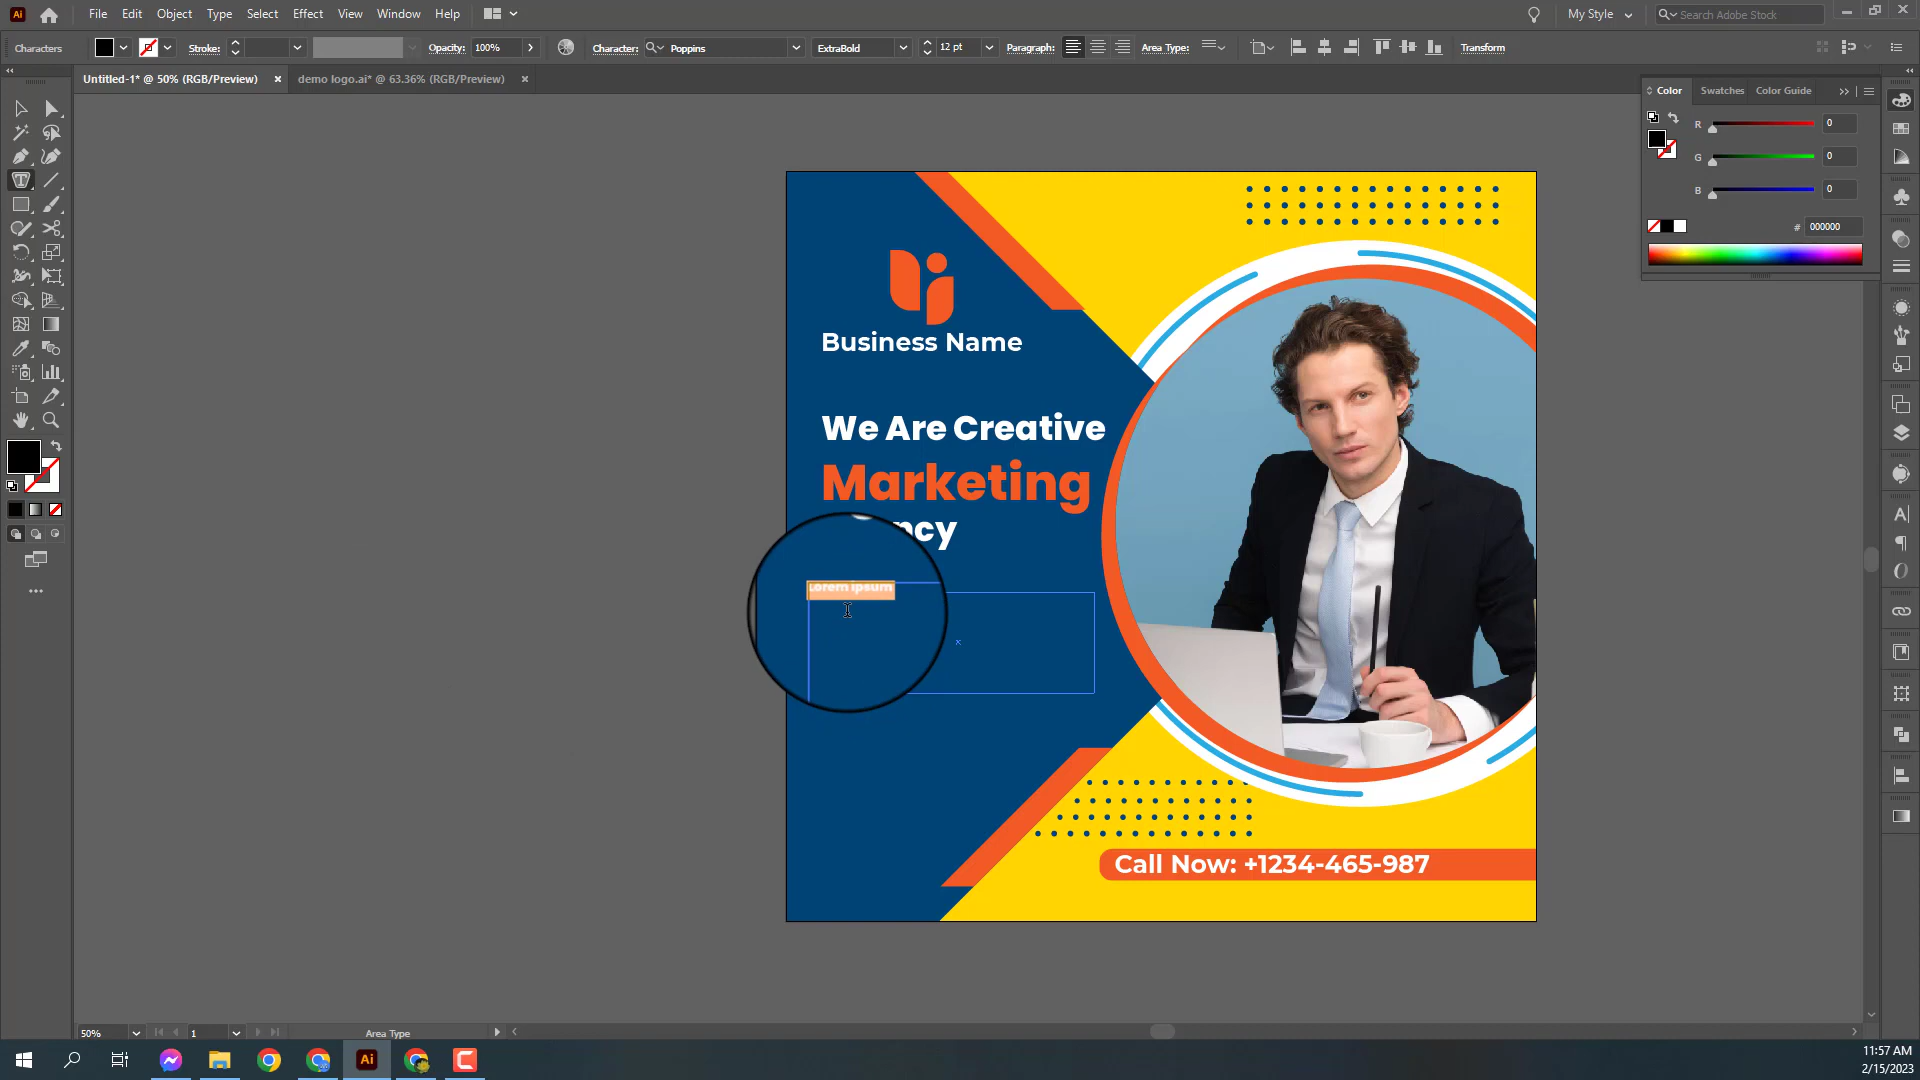 File Edit Object Type Select Effect View Window Help
My Style
Search Adobe Stock
Characters
Stroke:
Opacity: 100%
Character: Poppins
ExtraBold
12 pt
Paragraph:
Area Type:
Transform
Untitled-1* @ 50% (RGB/Preview)
demo logo.ai* @ 63.36% (RGB/Preview)
Color Swatches Color Guide
R 0
G 0
B 0
# 000000
Business Name
We Are Creative
Marketing
ncy
Lorem ipsum
Call Now: +1234-465-987
50%
1
Area Type
Ai
11:57 AM
2/15/2023